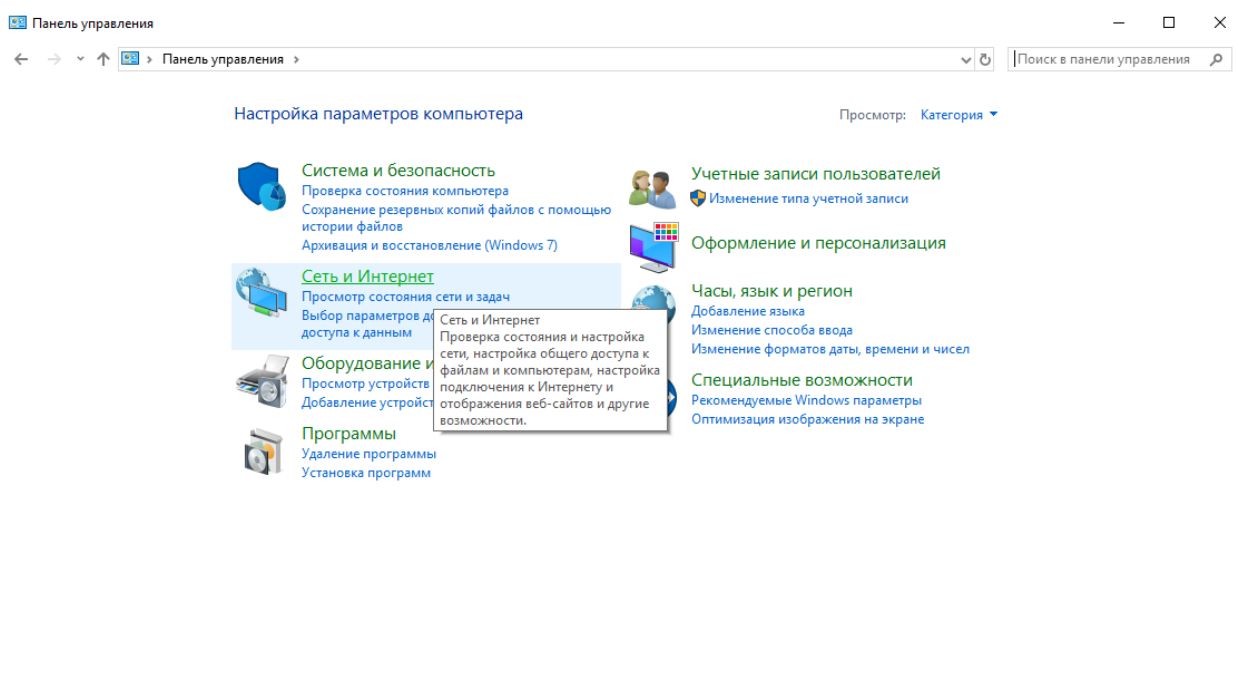 Панель управления
Панель управления
Поиск в панели управления
Настройка параметров компьютера
Просмотр: Категория
Система и безопасность
Проверка состояния компьютера
Сохранение резервных копий файлов с помощью
истории файлов
Архивация и восстановление (Windows 7)
Сеть и Интернет
Просмотр состояния сети и задач
Выбор параметров
доступа к данным
Оборудование и
Просмотр устройств
Добавление
Программы
Удаление программы
Установка программ
Сеть и Интернет
Проверка состояния и настройка
сети, настройка общего доступа к
файлам и компьютерам, настройка
подключения к Интернету и
отображения веб-сайтов и другие
возможности.
Учетные записи пользователей
Изменение типа учетной записи
Оформление и персонализация
Часы, язык и регион
Добавление языка
Изменение способа ввода
Изменение форматов даты, времени и чисел
Специальные возможности
Рекомендуемые Windows параметры
Оптимизация изображения на экране